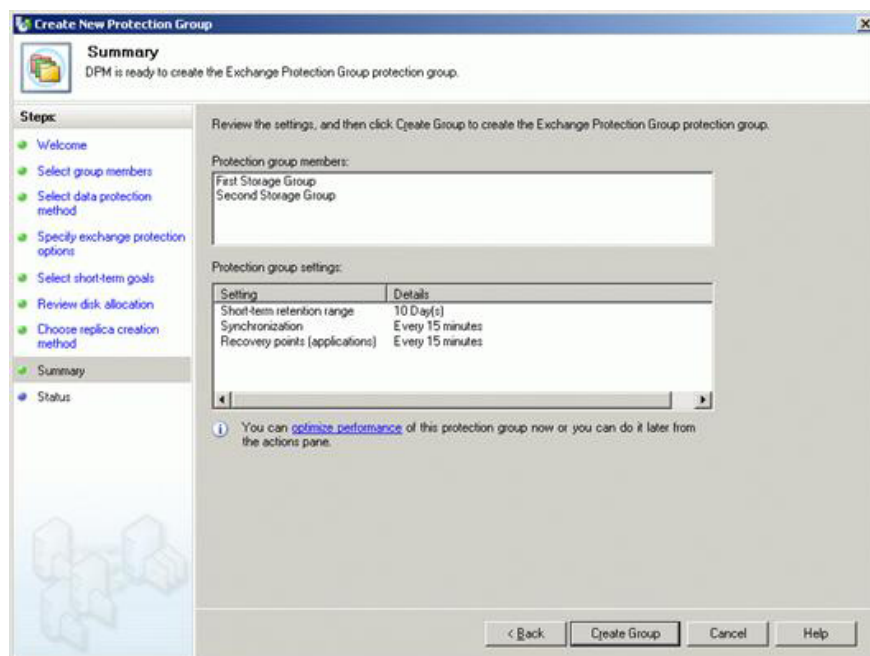 Create New Protection Group
Summary
DPM is ready to create the Exchange Protection Group protection group.
Steps:
Welcome
Select group members
Select data protection
method
Specify exchange protection
options
Select short-term goals
Review disk allocation
Choose replica creation
method
Summary
Status
Review the settings, and then click Create Group to create the Exchange Protection Group protection group.
Protection group members:
First Storage Group
Second Storage Group
Protection group settings:
Setting Details
Short-term retention range 10 Day(s)
Synchronization Every 15 minutes
Recovery points (applications) Every 15 minutes
You can optimize performance of this protection group now or you can do it later from
the actions pane.
< Back Create Group Cancel Help